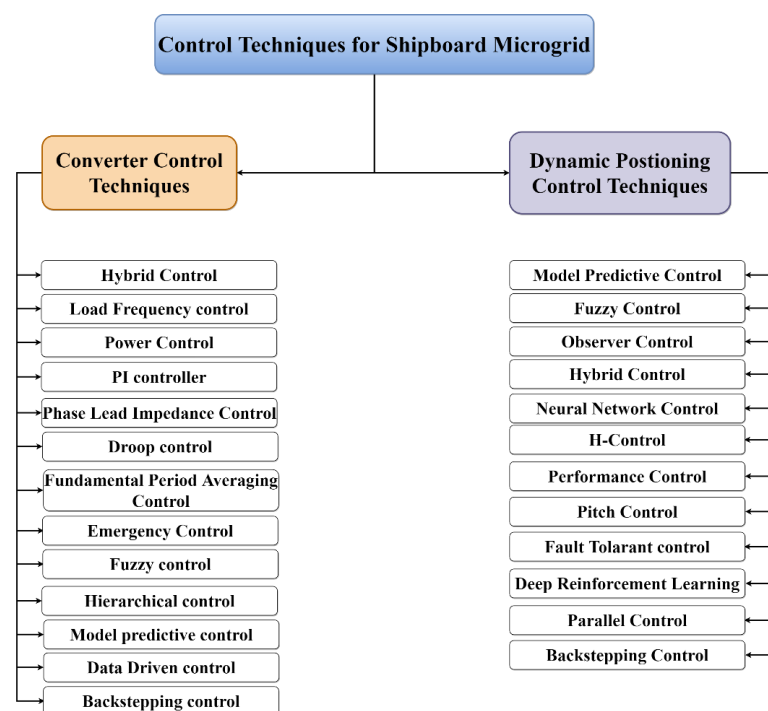 Control Techniques for Shipboard Microgrid
Converter Control
Techniques
Dynamic Postioning
Control Techniques
Hybrid Control
Load Frequency control
Power Control
PI controller
Phase Lead Impedance Control
Droop control
Fundamental Period Averaging
Control
Emergency Control
Fuzzy control
Hierarchical control
Model predictive control
Data Driven control
Backstepping control
Model Predictive Control
Fuzzy Control
Observer Control
Hybrid Control
Neural Network Control
H-Control
Performance Control
Pitch Control
Fault Tolarant control
Deep Reinforcement Learning
Parallel Control
Backstepping Control